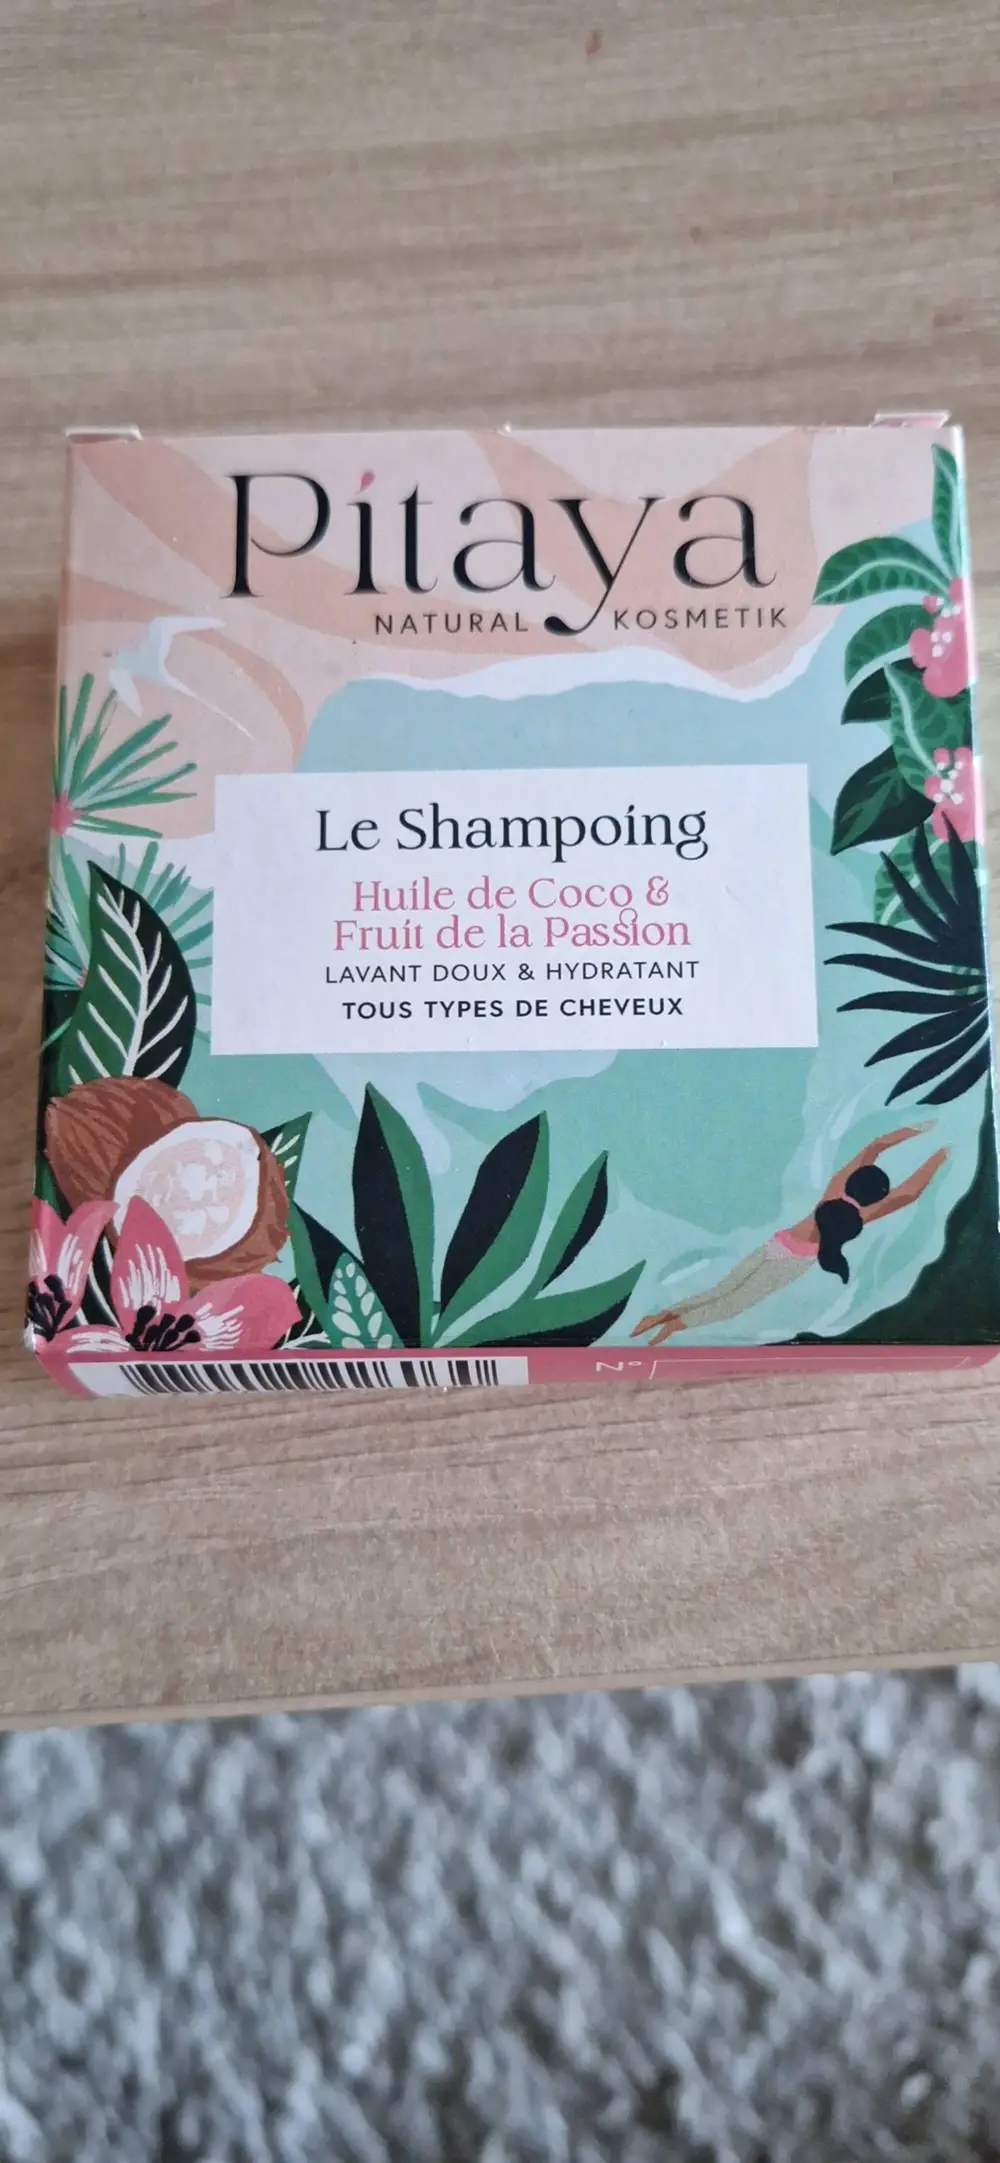 Pitaya
NATURAL KOSMETIK
Le Shampoing
Huile de Coco &
Fruit de la Passion
LAVANT DOUX & HYDRATANT
TOUS TYPES DE CHEVEUX
N°